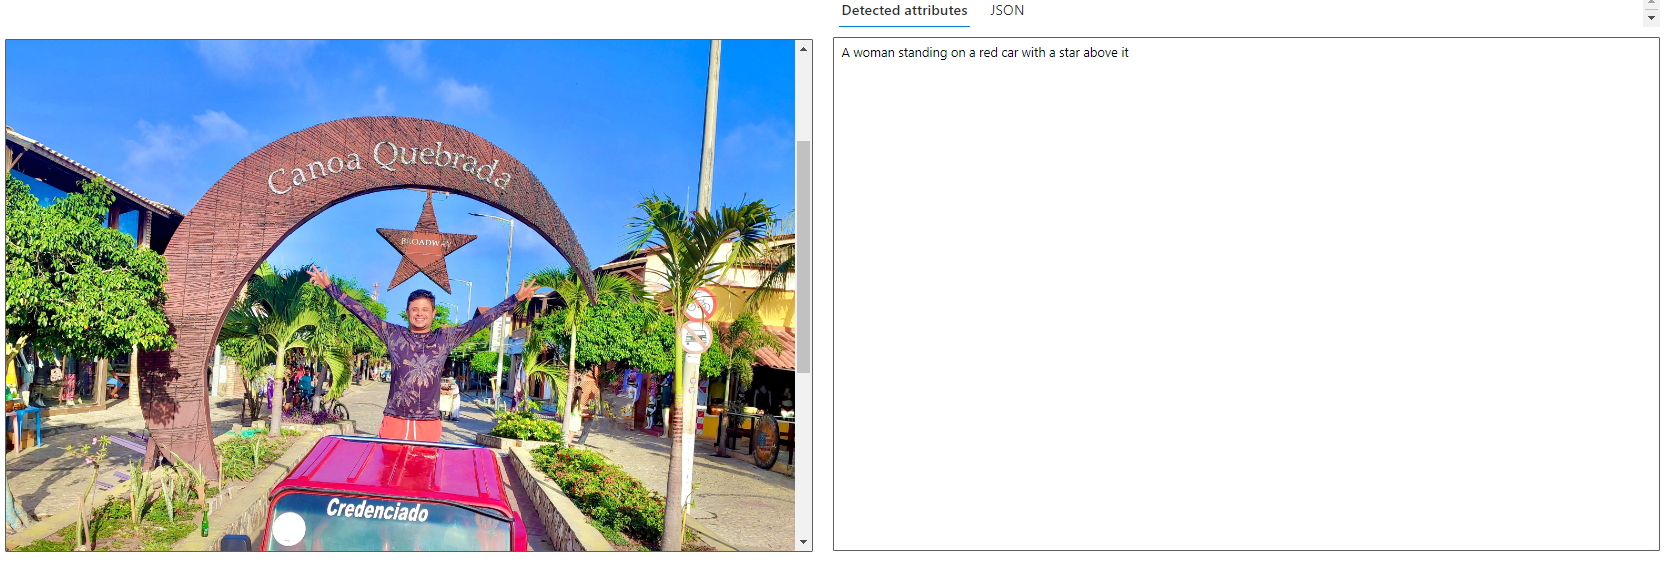 Detected attributes
JSON
A woman standing on a red car with a star above it
Canoa Quebrada
BROADWAY
Credenciado